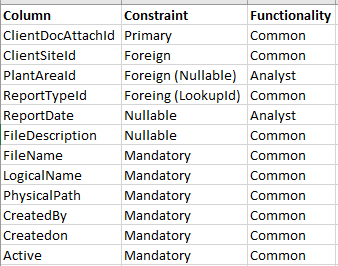 Column Constraint Functionality
ClientDocAttachId Primary Common
ClientSiteId Foreign Common
PlantAreaId Foreign (Nullable) Analyst
ReportTypeId Foreing (LookupId) Common
ReportDate Nullable Analyst
FileDescription Nullable Common
FileName Mandatory Common
LogicalName Mandatory Common
PhysicalPath Mandatory Common
CreatedBy Mandatory Common
Createdon Mandatory Common
Active Mandatory Common